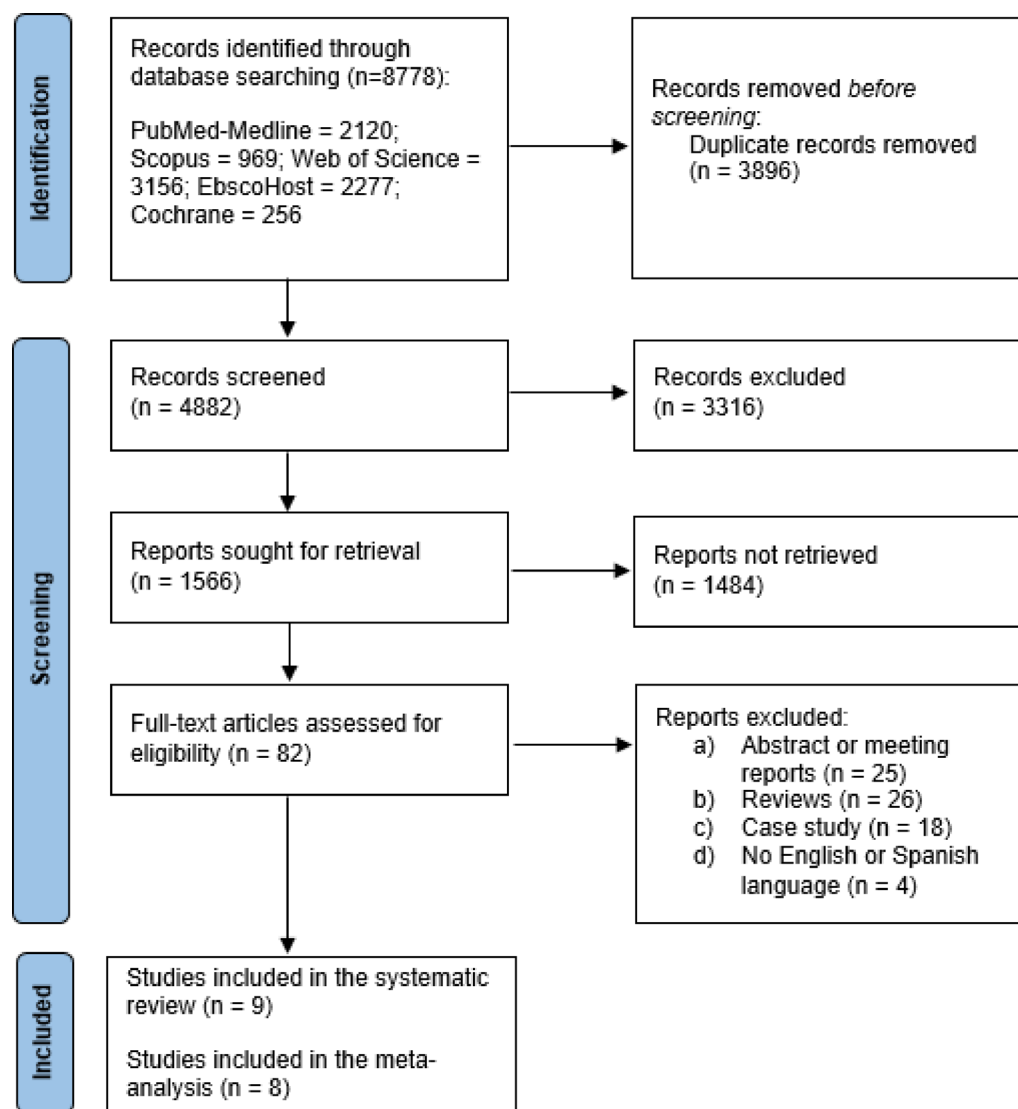 Identification
Records identified through
database searching (n=8778):
PubMed-Medline = 2120;
Scopus = 969; Web of Science =
3156; EbscoHost = 2277;
Cochrane = 256
Records removed before
screening:
Duplicate records removed
(n = 3896)
Screening
Records screened
(n = 4882)
Records excluded
(n = 3316)
Reports sought for retrieval
(n = 1566)
Reports not retrieved
(n = 1484)
Full-text articles assessed for
eligibility (n = 82)
Reports excluded:
a) Abstract or meeting
reports (n = 25)
b) Reviews (n = 26)
c) Case study (n = 18)
d) No English or Spanish
language (n = 4)
Included
Studies included in the systematic
review (n = 9)
Studies included in the meta-
analysis (n = 8)